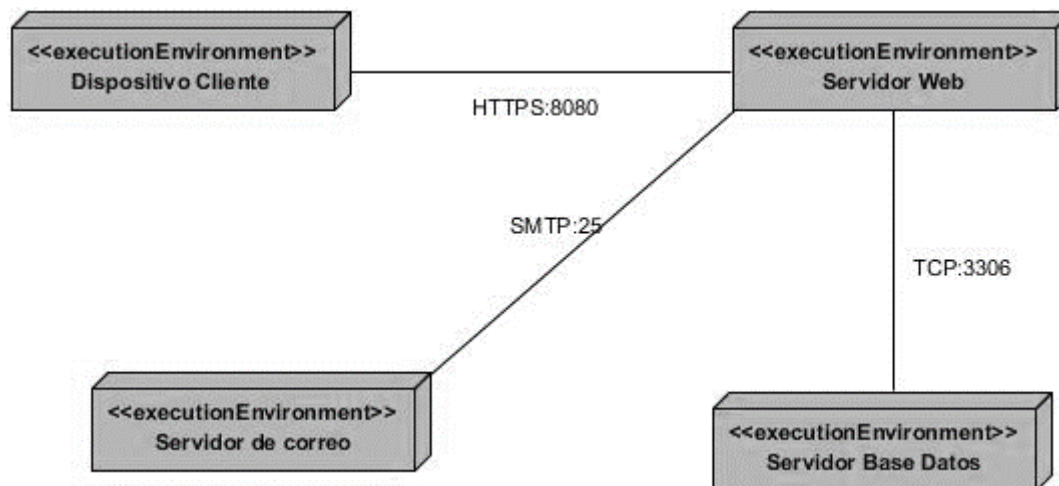 <<executionEnvironment>>
Dispositivo Cliente
<<executionEnvironment>>
Servidor Web
HTTPS:8080
SMTP:25
TCP:3306
<<executionEnvironment>>
Servidor de correo
<<executionEnvironment>>
Servidor Base Datos